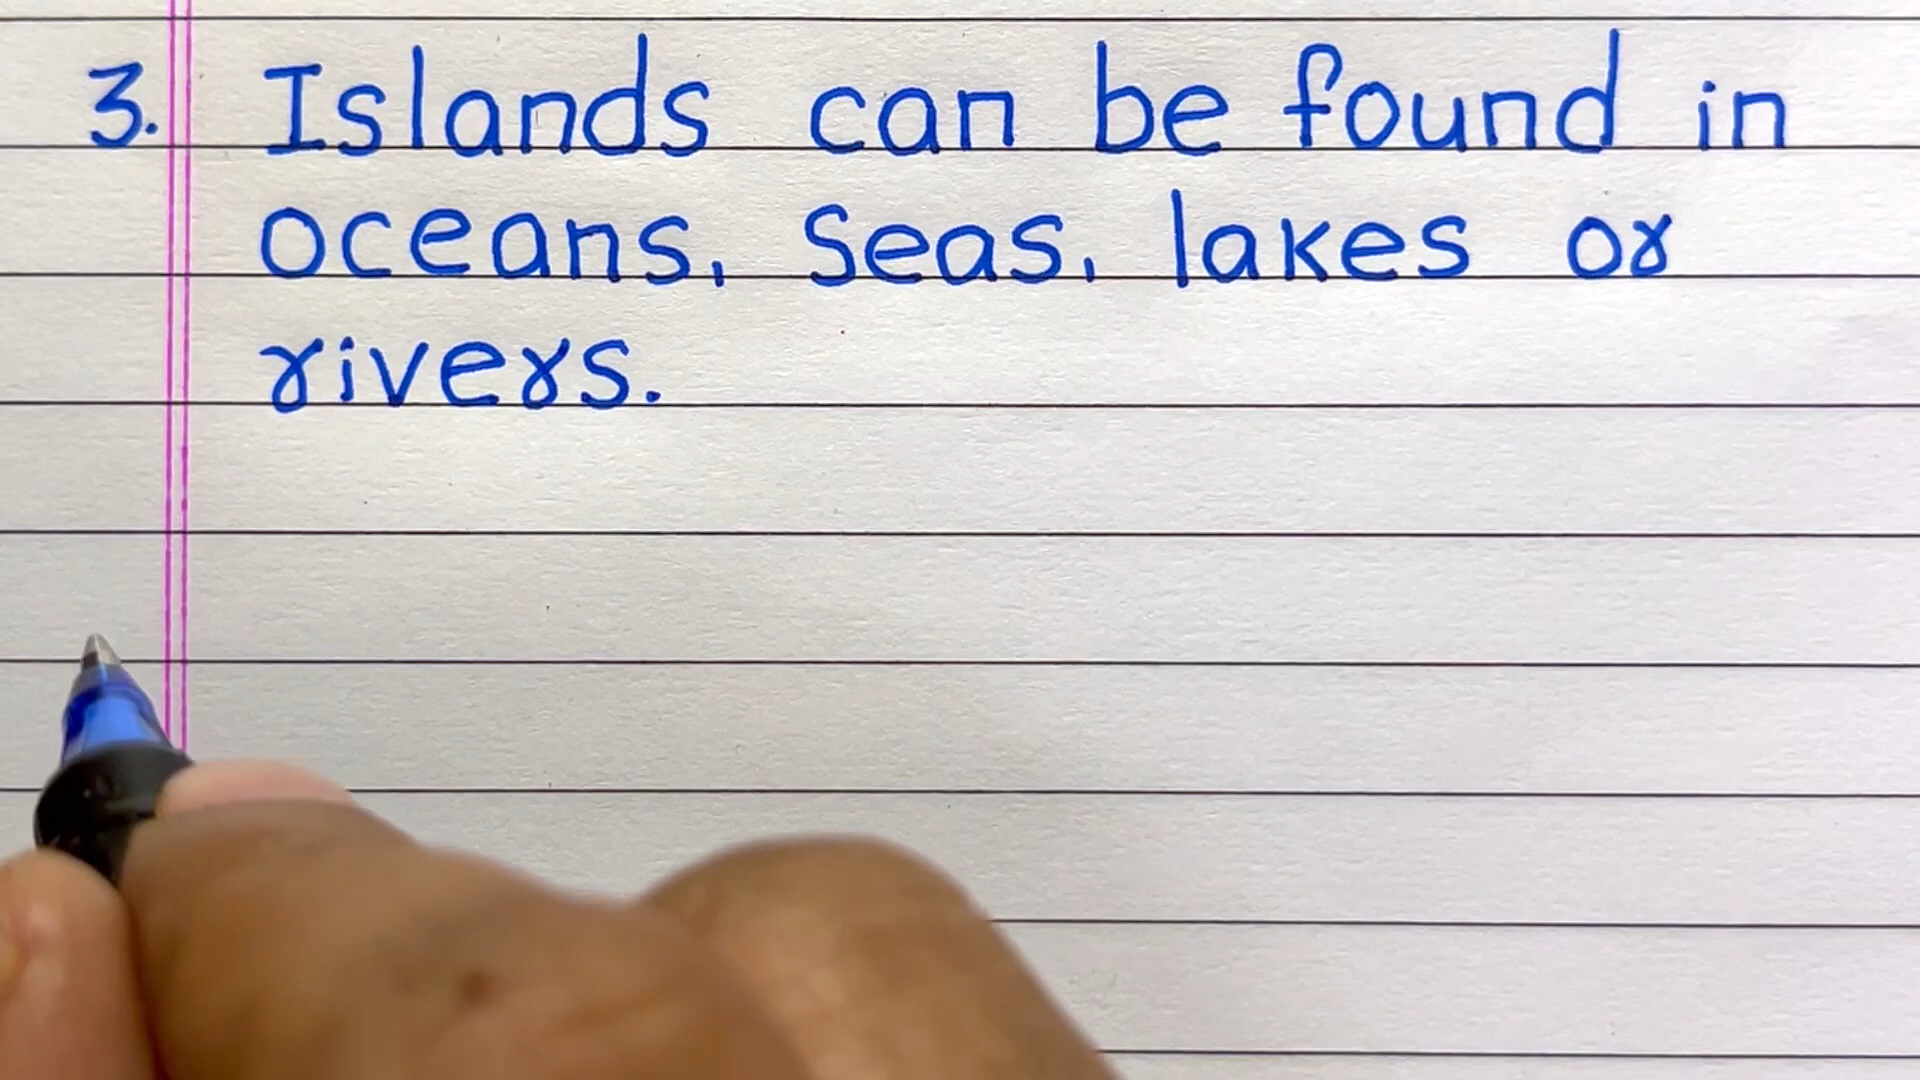 3. Islands can be found in
oceans, Seas, lakes or
rivers.